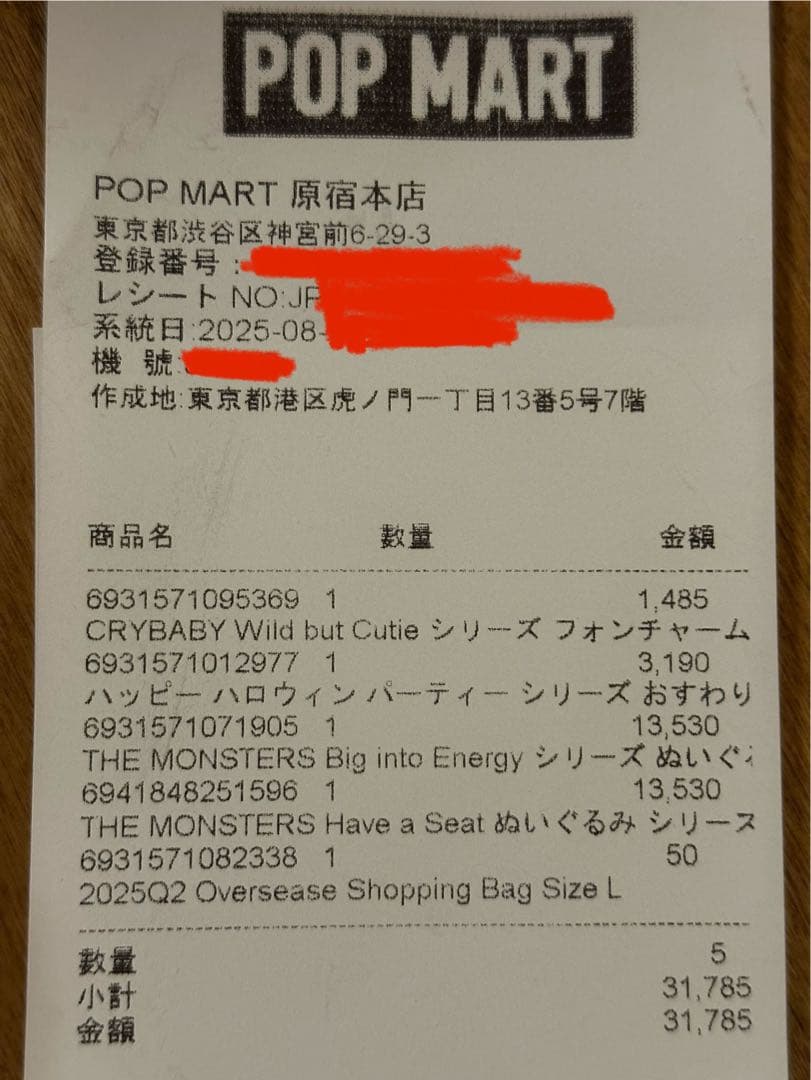 POP MART
POP MART 原宿本店
東京都渋谷区神宮前6-29-3
登録番号:
レシート NO:JP
系統日:2025-08-
機 號:
作成地:東京都港区虎ノ門一丁目13番5号7階
商品名 数量 金額
6931571095369 1 1,485
CRYBABY Wild but Cutie シリーズ フォンチャーム
6931571012977 1 3,190
ハッピー ハロウィン パーティー シリーズ おすわり
6931571071905 1 13,530
THE MONSTERS Big into Energy シリーズ ぬいぐ
6941848251596 1 13,530
THE MONSTERS Have a Seat ぬいぐるみ シリーズ
6931571082338 1 50
2025Q2 Oversease Shopping Bag Size L
數量 5
小計 31,785
金額 31,785